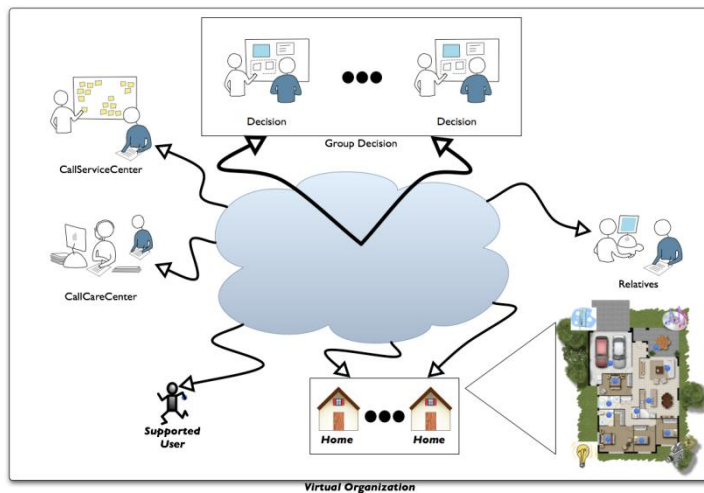 Decision
Decision
Group Decision
CallServiceCenter
CallCareCenter
Relatives
Supported
User
Home
Home
Virtual Organization